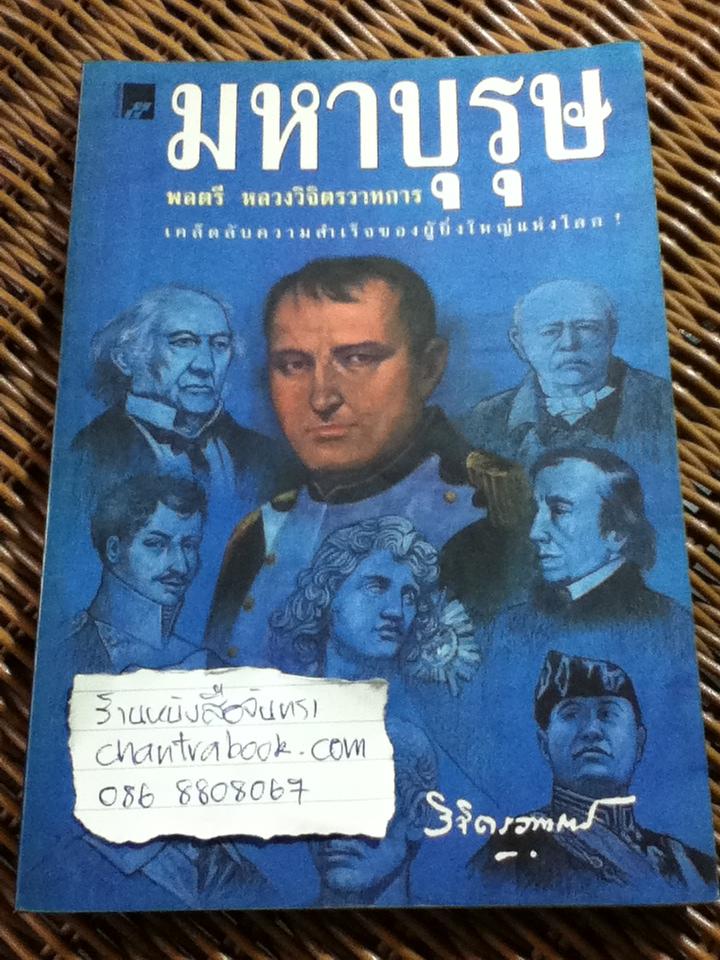 มหาบุรุษ
พลตรี หลวงวิจิตรวาทการ
เคล็ดลับความสำเร็จของผู้ยิ่งใหญ่แห่งโลก !
ร้านหนังสือจันทรา
chantrabook.com
086 8808067
วิจิตรวาทการ